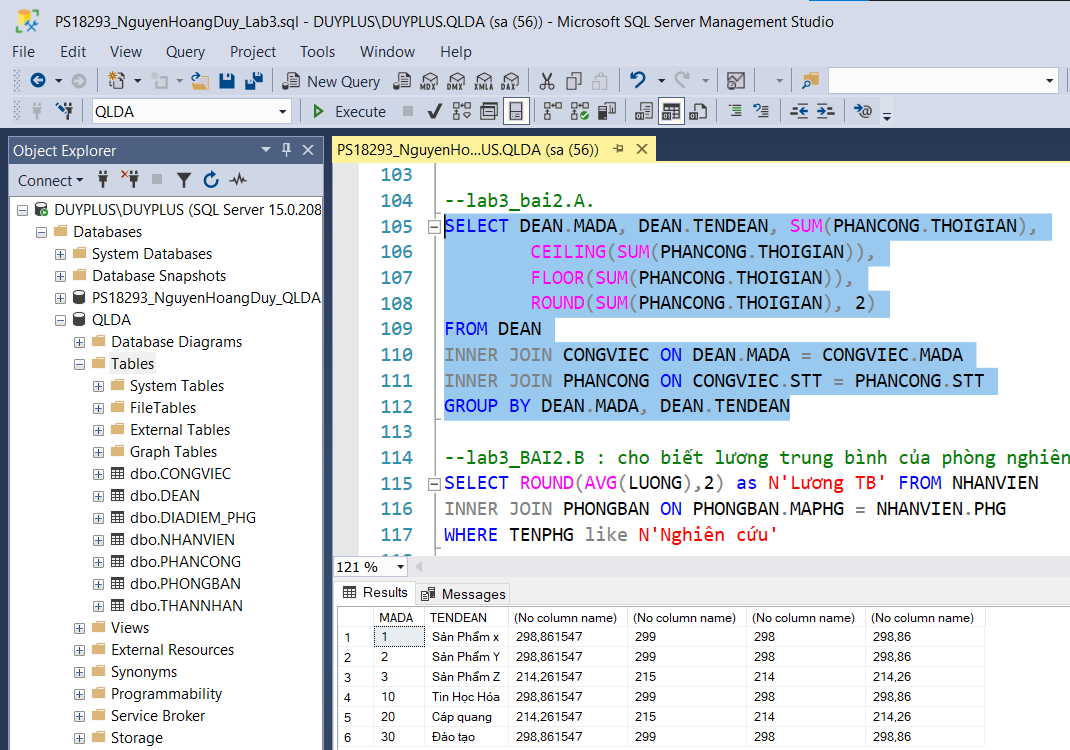 PS18293_NguyenHoangDuy_Lab3.sql - DUYPLUS\DUYPLUS.QLDA (sa (56)) - Microsoft SQL Server Management Studio
File Edit View Query Project Tools Window Help
New Query MDX DMX XMLA DAX
QLDA Execute
Object Explorer
Connect
DUYPLUS\DUYPLUS (SQL Server 15.0.208
Databases
System Databases
Database Snapshots
PS18293_NguyenHoangDuy_QLDA
QLDA
Database Diagrams
Tables
System Tables
FileTables
External Tables
Graph Tables
dbo.CONGVIEC
dbo.DEAN
dbo.DIADIEM_PHG
dbo.NHANVIEN
dbo.PHANCONG
dbo.PHONGBAN
dbo.THANNHAN
Views
External Resources
Synonyms
Programmability
Service Broker
Storage
PS18293_NguyenHo...US.QLDA (sa (56))
103
104 --lab3_bai2.A.
105 SELECT DEAN.MADA, DEAN.TENDEAN, SUM(PHANCONG.THOIGIAN),
106 CEILING(SUM(PHANCONG.THOIGIAN)),
107 FLOOR(SUM(PHANCONG.THOIGIAN)),
108 ROUND(SUM(PHANCONG.THOIGIAN), 2)
109 FROM DEAN
110 INNER JOIN CONGVIEC ON DEAN.MADA = CONGVIEC.MADA
111 INNER JOIN PHANCONG ON CONGVIEC.STT = PHANCONG.STT
112 GROUP BY DEAN.MADA, DEAN.TENDEAN
113
114 --lab3_BAI2.B : cho biết lương trung bình của phòng nghiên
115 SELECT ROUND(AVG(LUONG),2) as N'Lương TB' FROM NHANVIEN
116 INNER JOIN PHONGBAN ON PHONGBAN.MAPHG = NHANVIEN.PHG
117 WHERE TENPHG like N'Nghiên cứu'
121 %
Results Messages
MADA TENDEAN (No column name) (No column name) (No column name) (No column name)
1 1 Sản Phẩm x 298,861547 299 298 298,86
2 2 Sản Phẩm Y 298,861547 299 298 298,86
3 3 Sản Phẩm Z 214,261547 215 214 214,26
4 10 Tin Học Hóa 298,861547 299 298 298,86
5 20 Cáp quang 214,261547 215 214 214,26
6 30 Đào tạo 298,861547 299 298 298,86